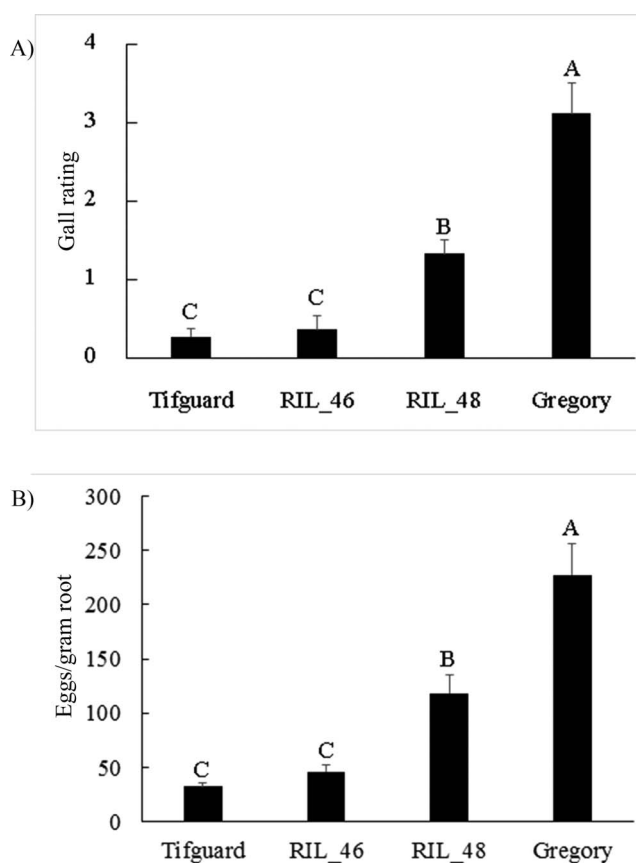 A)
Gall rating
4
3
2
1
0
C
C
B
A
Tifguard RIL_46 RIL_48 Gregory
B)
Eggs/gram root
300
250
200
150
100
50
0
C
C
B
A
Tifguard RIL_46 RIL_48 Gregory